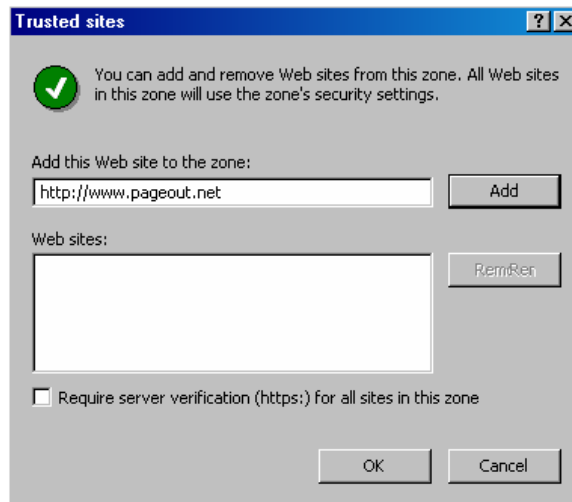 Trusted sites
You can add and remove Web sites from this zone. All Web sites
in this zone will use the zone's security settings.
Add this Web site to the zone:
http://www.pageout.net
Add
Web sites:
Require server verification (https:) for all sites in this zone
OK
Cancel